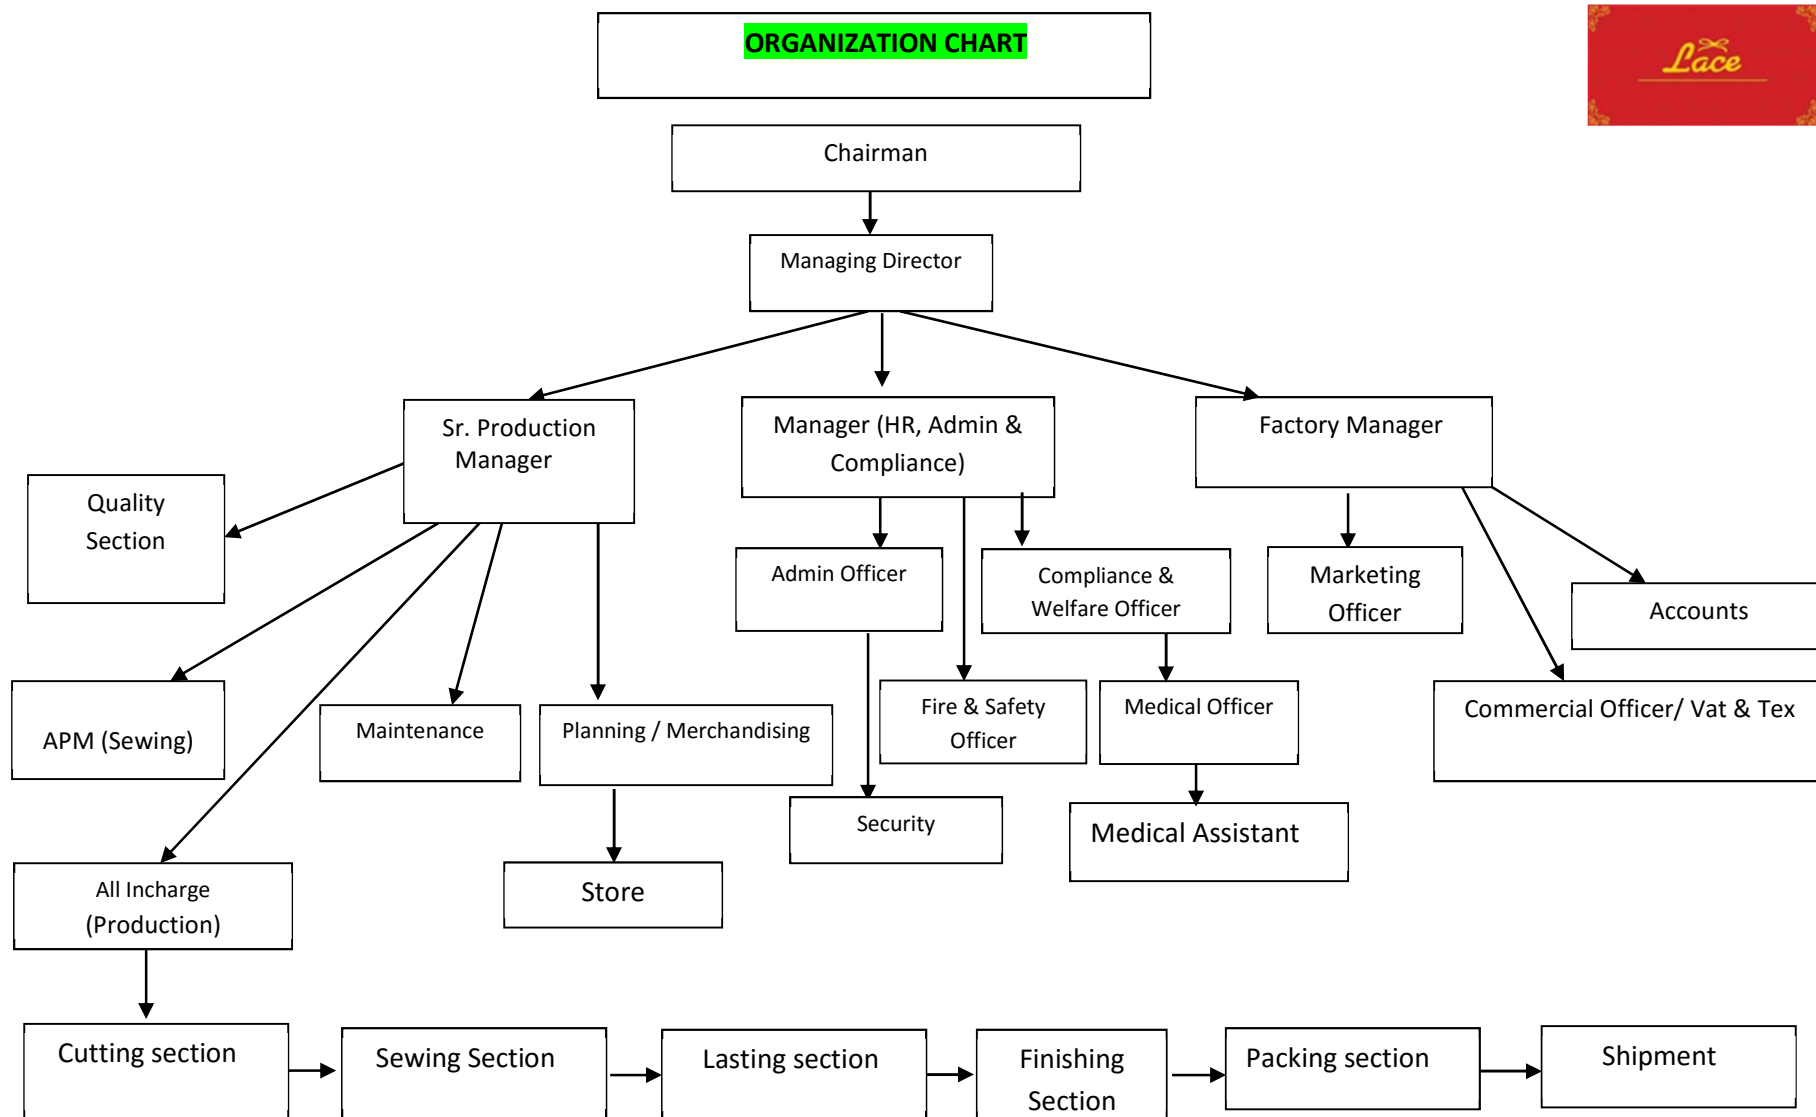 ORGANIZATION CHART
Lace
Chairman
Managing Director
Sr. Production
Manager
Manager (HR, Admin &
Compliance)
Factory Manager
Quality
Section
Admin Officer
Compliance &
Welfare Officer
Marketing
Officer
Accounts
APM (Sewing)
Maintenance
Planning / Merchandising
Fire & Safety
Officer
Medical Officer
Commercial Officer/ Vat & Tex
Security
Medical Assistant
All Incharge
(Production)
Store
Cutting section
Sewing Section
Lasting section
Finishing
Section
Packing section
Shipment